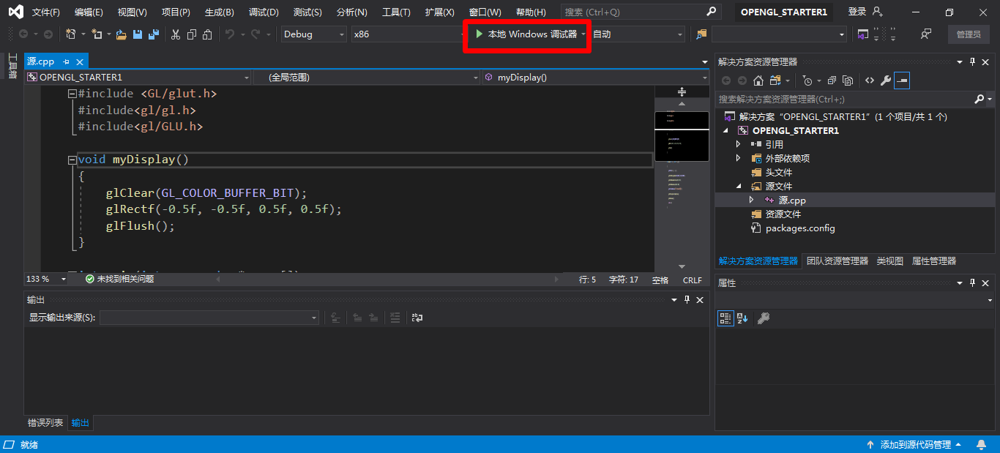 文件(F) 编辑(E) 视图(V) 项目(P) 生成(B) 调试(D) 测试(S) 分析(N) 工具(T) 扩展(X) 窗口(W) 帮助(H) 搜索 (Ctrl+Q) OPENGL_STARTER1 登录
Debug x86 本地 Windows 调试器 自动 管理员
工具箱
源.cpp
OPENGL_STARTER1 (全局范围) myDisplay()
#include <GL/glut.h>
#include<gl/gl.h>
#include<gl/GLU.h>
void myDisplay()
{
glClear(GL_COLOR_BUFFER_BIT);
glRectf(-0.5f, -0.5f, 0.5f, 0.5f);
glFlush();
}
133 % 未找到相关问题 行: 5 字符: 17 空格 CRLF
输出
显示输出来源(S):
错误列表 输出
解决方案资源管理器
搜索解决方案资源管理器(Ctrl+;)
解决方案“OPENGL_STARTER1”(1 个项目/共 1 个)
OPENGL_STARTER1
引用
外部依赖项
头文件
源文件
源.cpp
资源文件
packages.config
解决方案资源管理器 团队资源管理器 类视图 属性管理器
属性
就绪 添加到源代码管理